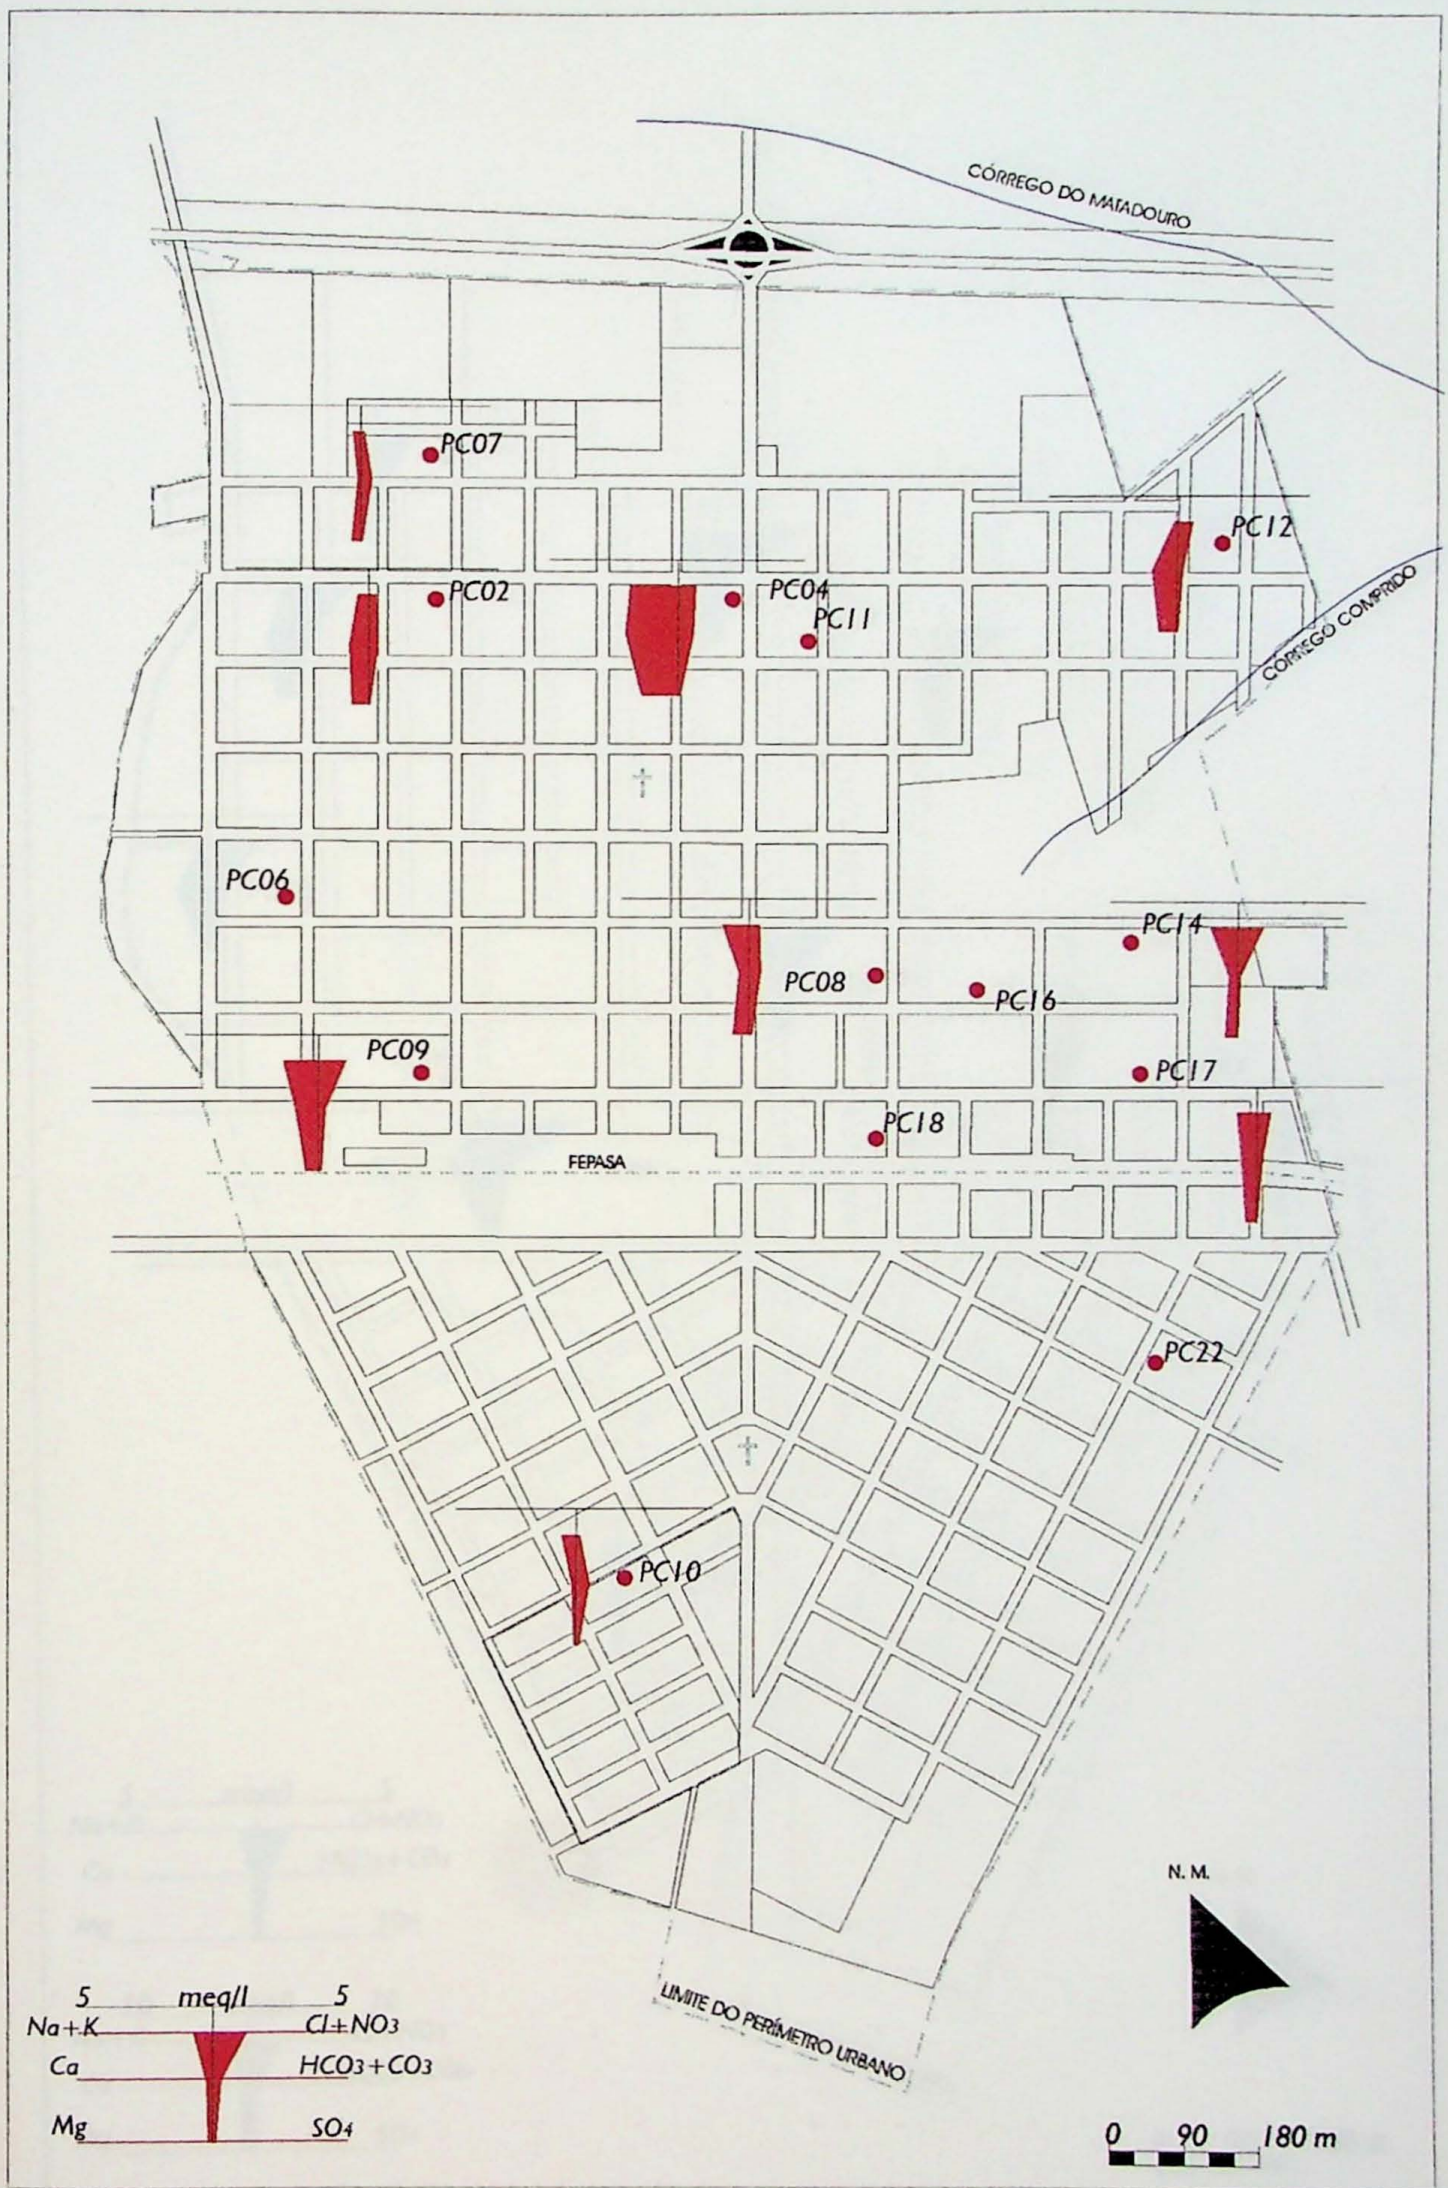 CÓRREGO DO MATADOURO
PC07
PC12
PC02
PC04
PC11
CÓRREGO COMPRIDO
PC06
PC14
PC08
PC16
PC09
PC17
PC18
FEPASA
PC22
PC10
N. M.
LIMITE DO PERÍMETRO URBANO
5 meq/l 5
Na+K Cl+NO3
Ca HCO3+CO3
Mg SO4
0 90 180 m